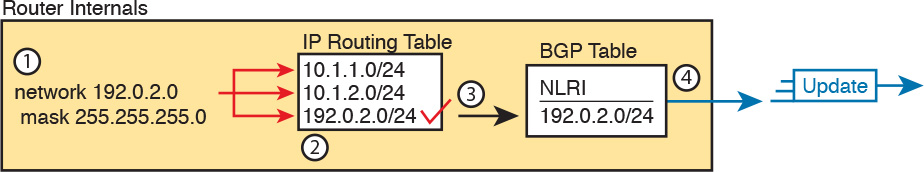 Router Internals
1
network 192.0.2.0
mask 255.255.255.0
IP Routing Table
10.1.1.0/24
10.1.2.0/24
192.0.2.0/24
2
3
BGP Table
NLRI
192.0.2.0/24
4
Update